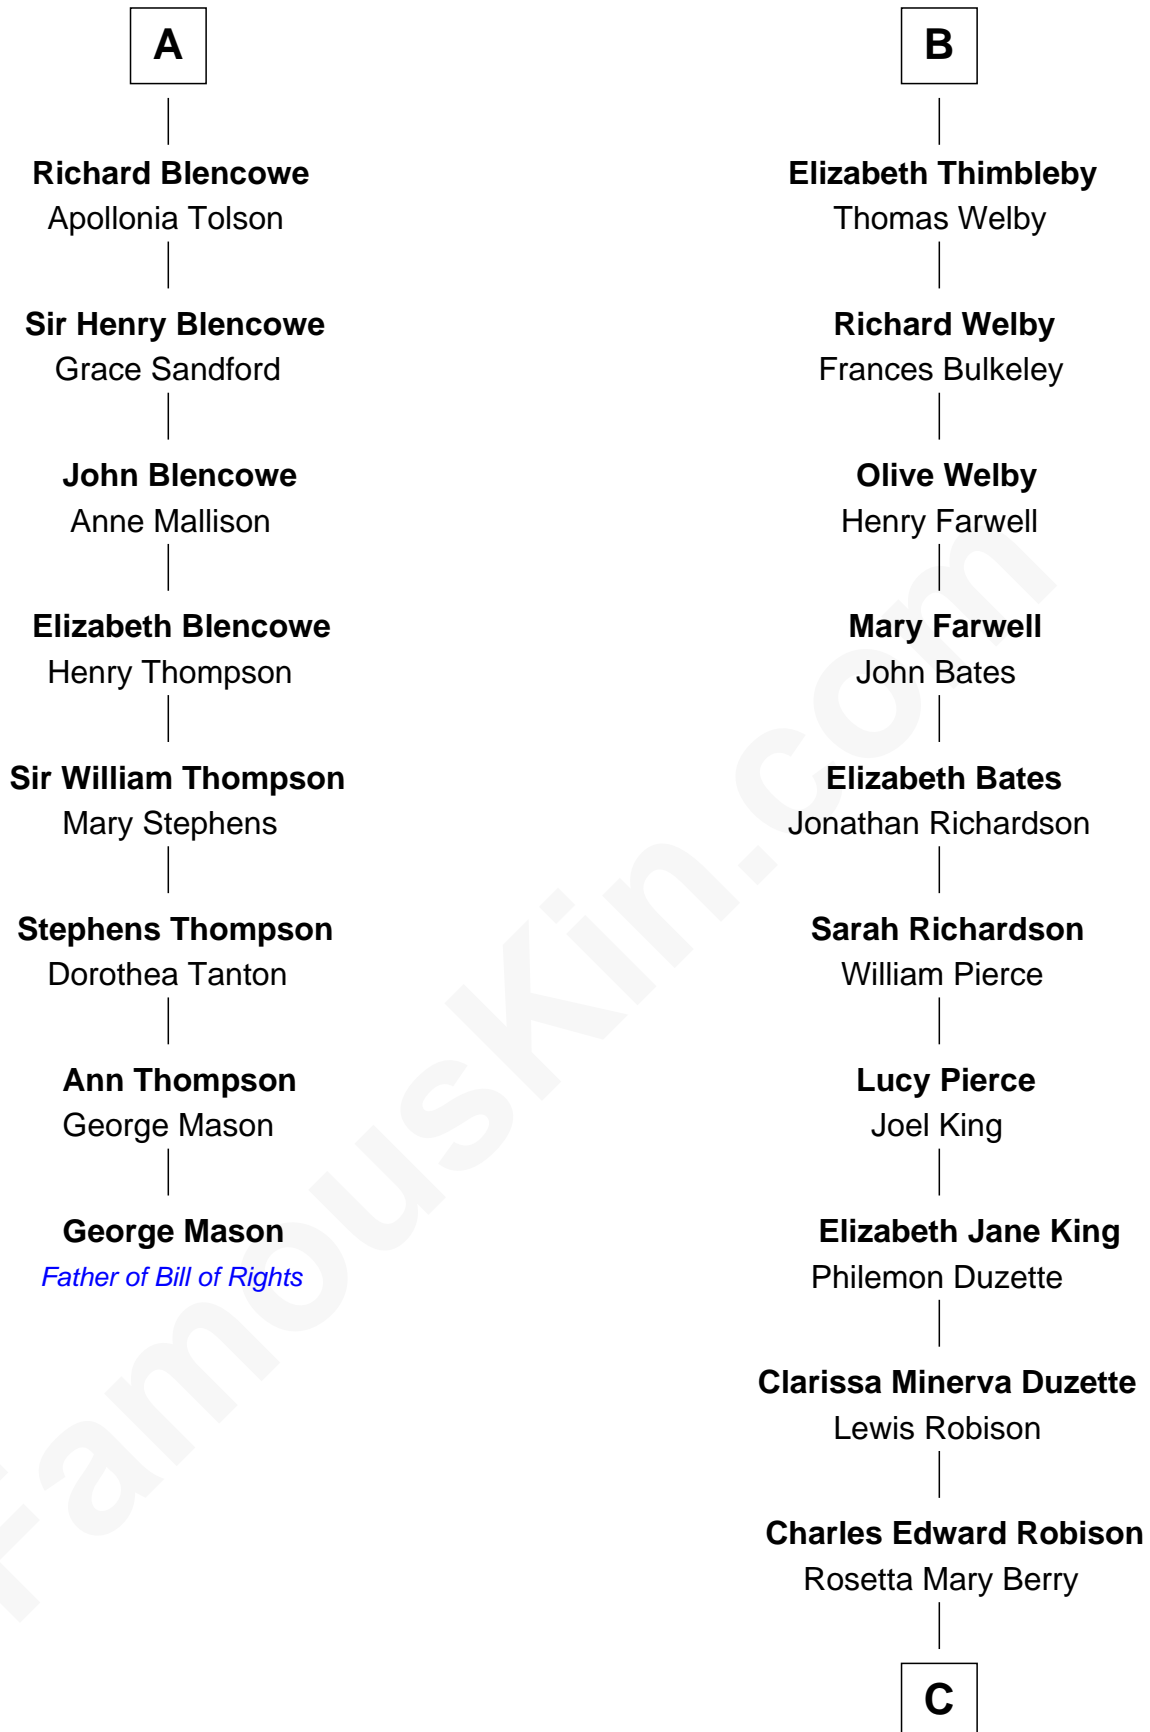 A
Richard Blencowe
Apollonia Tolson
Sir Henry Blencowe
Grace Sandford
John Blencowe
Anne Mallison
Elizabeth Blencowe
Henry Thompson
Sir William Thompson
Mary Stephens
Stephens Thompson
Dorothea Tanton
Ann Thompson
George Mason
George Mason
Father of Bill of Rights
B
Elizabeth Thimbleby
Thomas Welby
Richard Welby
Frances Bulkeley
Olive Welby
Henry Farwell
Mary Farwell
John Bates
Elizabeth Bates
Jonathan Richardson
Sarah Richardson
William Pierce
Lucy Pierce
Joel King
Elizabeth Jane King
Philemon Duzette
Clarissa Minerva Duzette
Lewis Robison
Charles Edward Robison
Rosetta Mary Berry
C
FamousKin.com